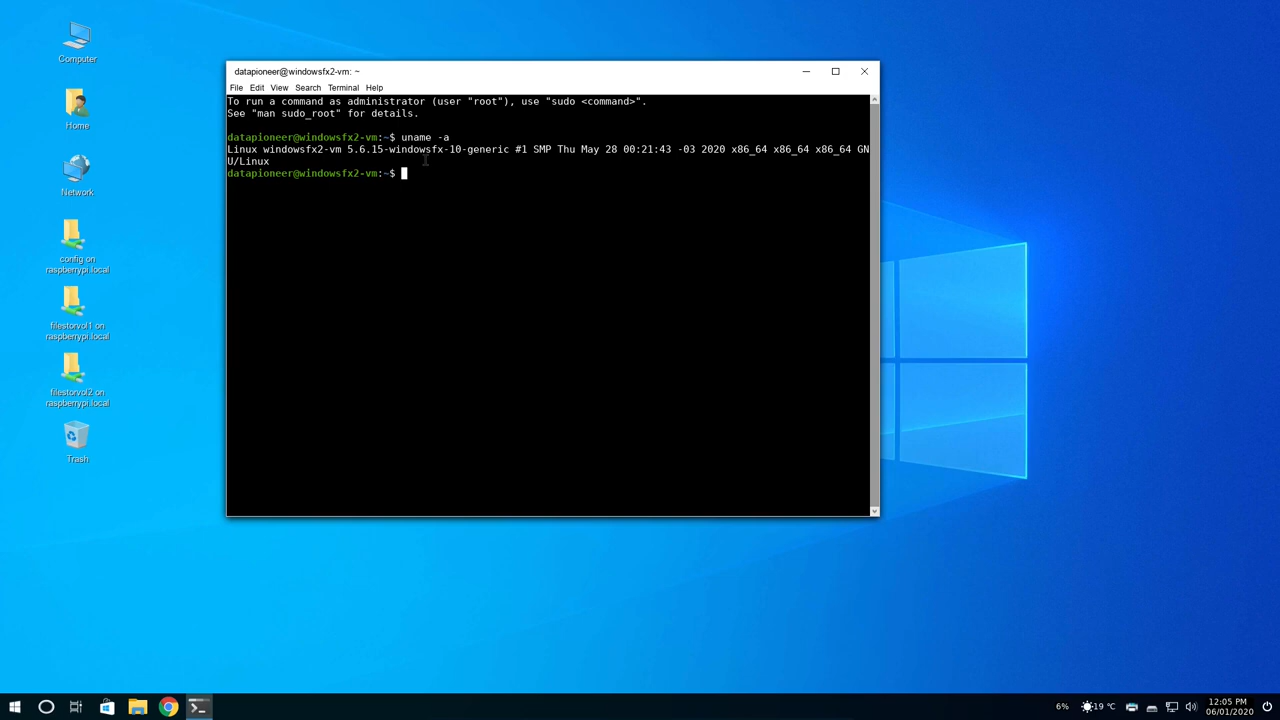 Computer
Home
Network
config on
raspberrypi.local
filestorvol1 on
raspberrypi.local
filestorvol2 on
raspberrypi.local
Trash
datapioneer@windowsfx2-vm: ~
File Edit View Search Terminal Help
To run a command as administrator (user "root"), use "sudo <command>".
See "man sudo_root" for details.
datapioneer@windowsfx2-vm:~$ uname -a
Linux windowsfx2-vm 5.6.15-windowsfx-10-generic #1 SMP Thu May 28 00:21:43 -03 2020 x86_64 x86_64 x86_64 GN
U/Linux
datapioneer@windowsfx2-vm:~$
6% 19 °C
12:05 PM
06/01/2020